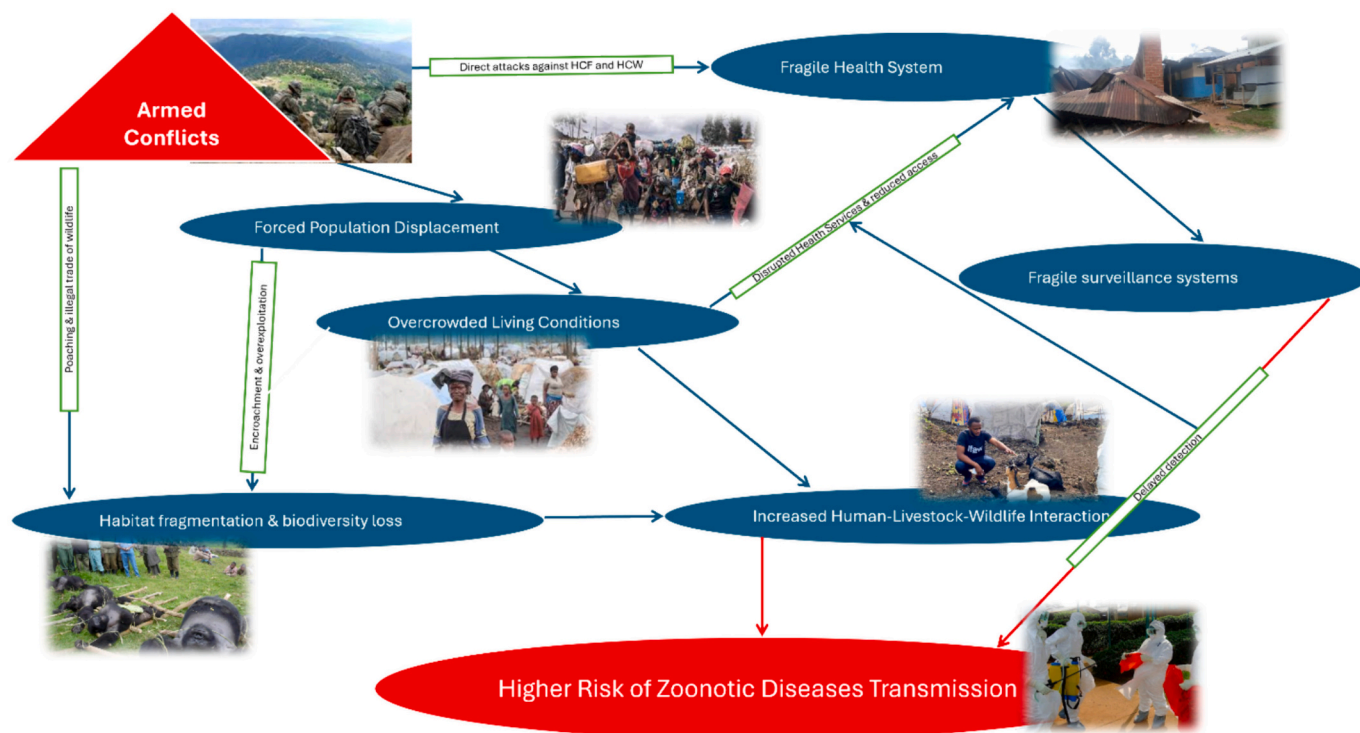 Armed
Conflicts
Direct attacks against HCF and HCW
Fragile Health System
Poaching & illegal trade of wildlife
Forced Population Displacement
Encroachment & overexploitation
Disrupted Health Services & reduced access
Overcrowded Living Conditions
Fragile surveillance systems
Delayed detection
Habitat fragmentation & biodiversity loss
Increased Human-Livestock-Wildlife Interaction
Higher Risk of Zoonotic Diseases Transmission